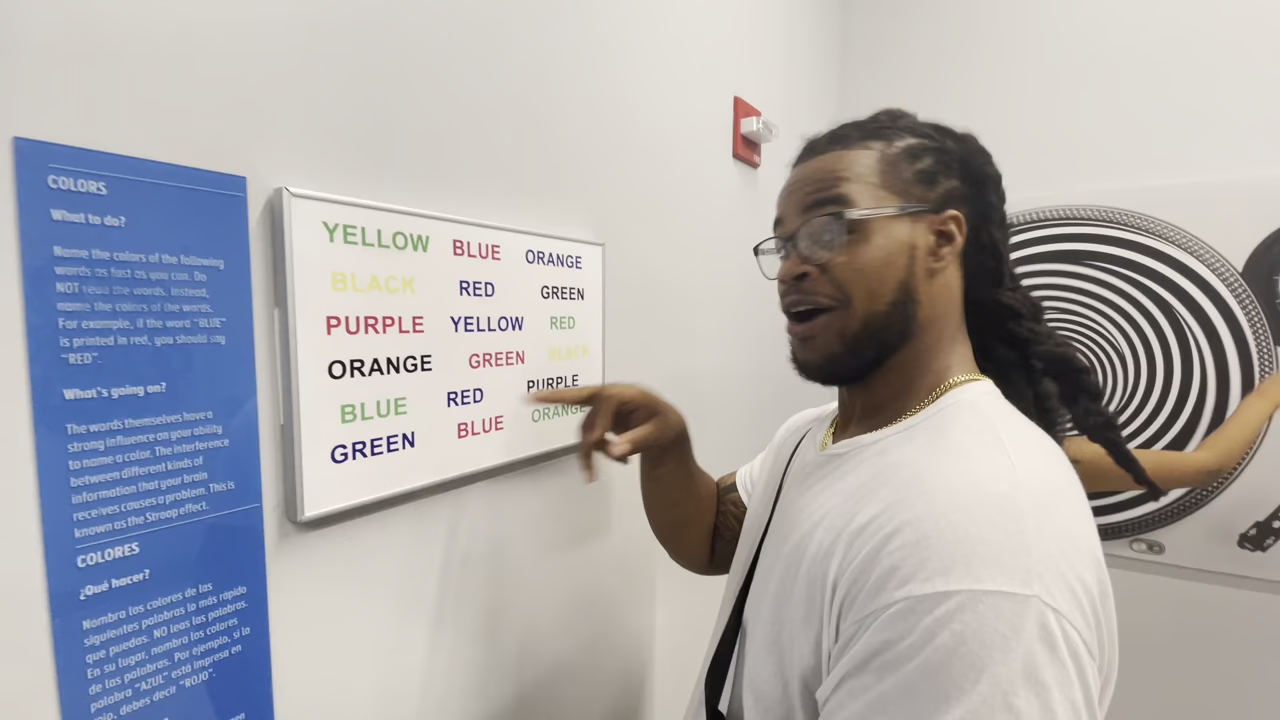 COLORS
What to do?
Name the colors of the following
words as fast as you can. Do
NOT read the words. Instead,
name the colors of the words.
For example, if the word "BLUE"
is printed in red, you should say
"RED".
What's going on?
The words themselves have a
strong influence on your ability
to name a color. The interference
between different kinds of
information that your brain
receives causes a problem. This is
known as the Stroop effect.
COLORES
¿Qué hacer?
Nombra los colores de las
siguientes palabras lo más rápido
que puedas. NO leas las palabras.
En su lugar, nombra los colores
de las palabras. Por ejemplo, si la
palabra "AZUL" está impresa en
rojo, debes decir "ROJO".
YELLOW BLUE ORANGE
BLACK RED GREEN
PURPLE YELLOW RED
ORANGE GREEN BLACK
BLUE RED PURPLE
GREEN BLUE ORANGE